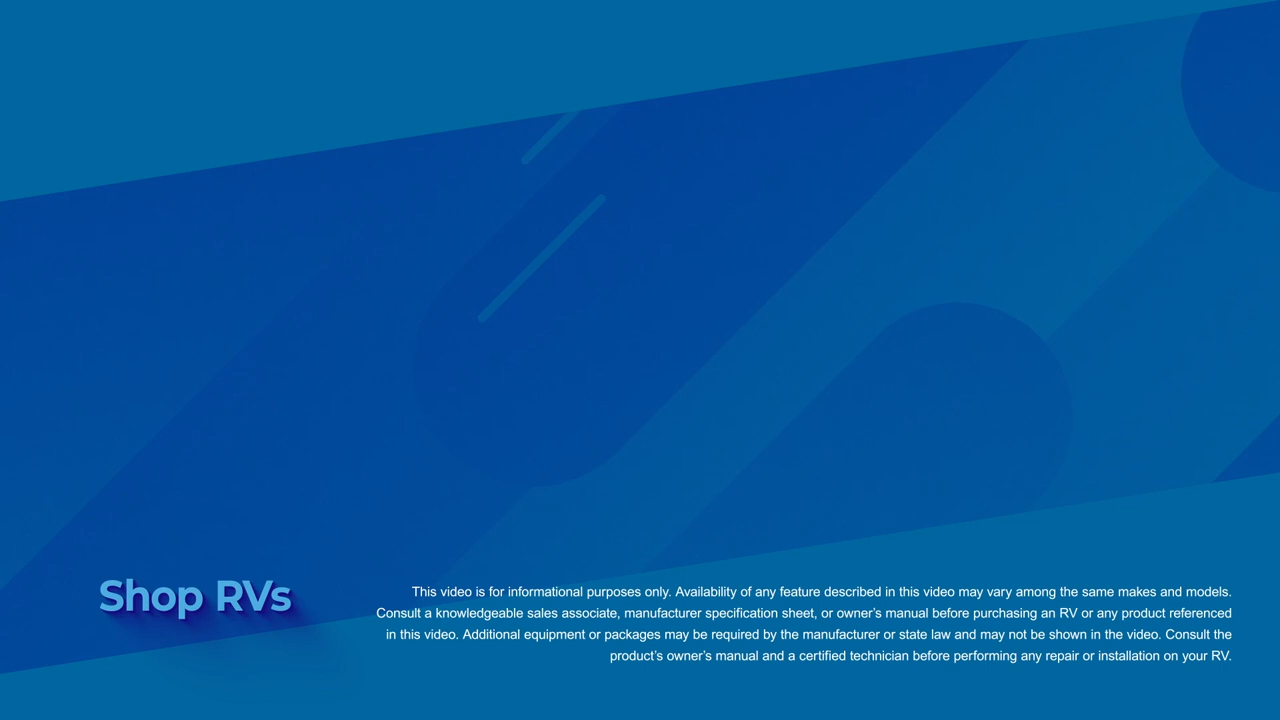 Shop RVs
This video is for informational purposes only. Availability of any feature described in this video may vary among the same makes and models.
Consult a knowledgeable sales associate, manufacturer specification sheet, or owner’s manual before purchasing an RV or any product referenced
in this video. Additional equipment or packages may be required by the manufacturer or state law and may not be shown in the video. Consult the
product’s owner’s manual and a certified technician before performing any repair or installation on your RV.